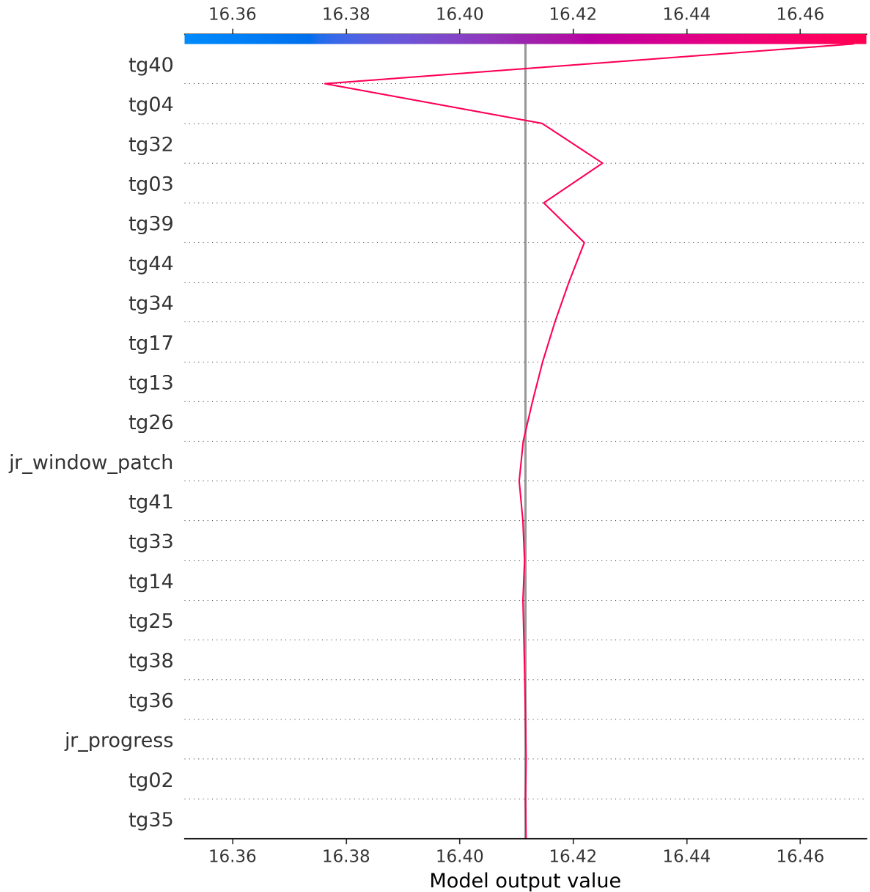 16.36 16.38 16.40 16.42 16.44 16.46
tg40
tg04
tg32
tg03
tg39
tg44
tg34
tg17
tg13
tg26
jr_window_patch
tg41
tg33
tg14
tg25
tg38
tg36
jr_progress
tg02
tg35
16.36 16.38 16.40 16.42 16.44 16.46
Model output value